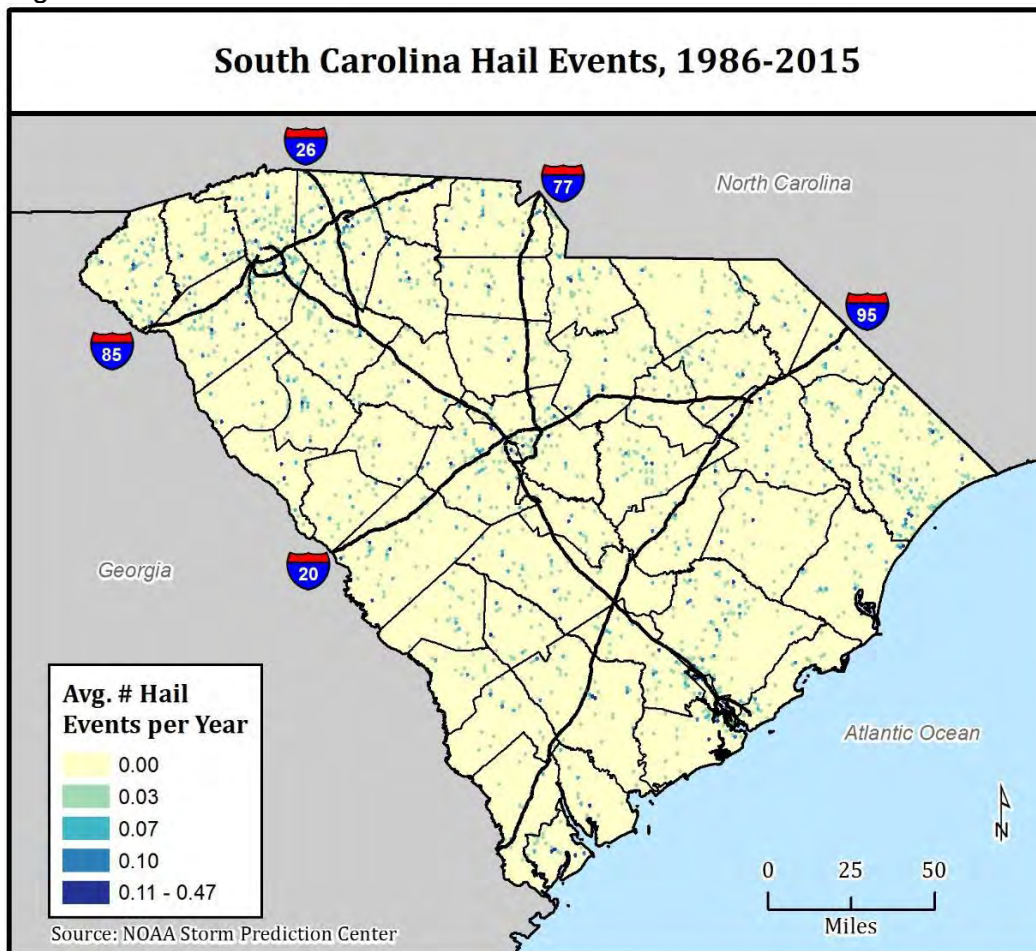 South Carolina Hail Events, 1986-2015
26
77
North Carolina
95
85
20
Georgia
Atlantic Ocean
Avg. # Hail
Events per Year
0.00
0.03
0.07
0.10
0.11 - 0.47
N
0 25 50
Miles
Source: NOAA Storm Prediction Center